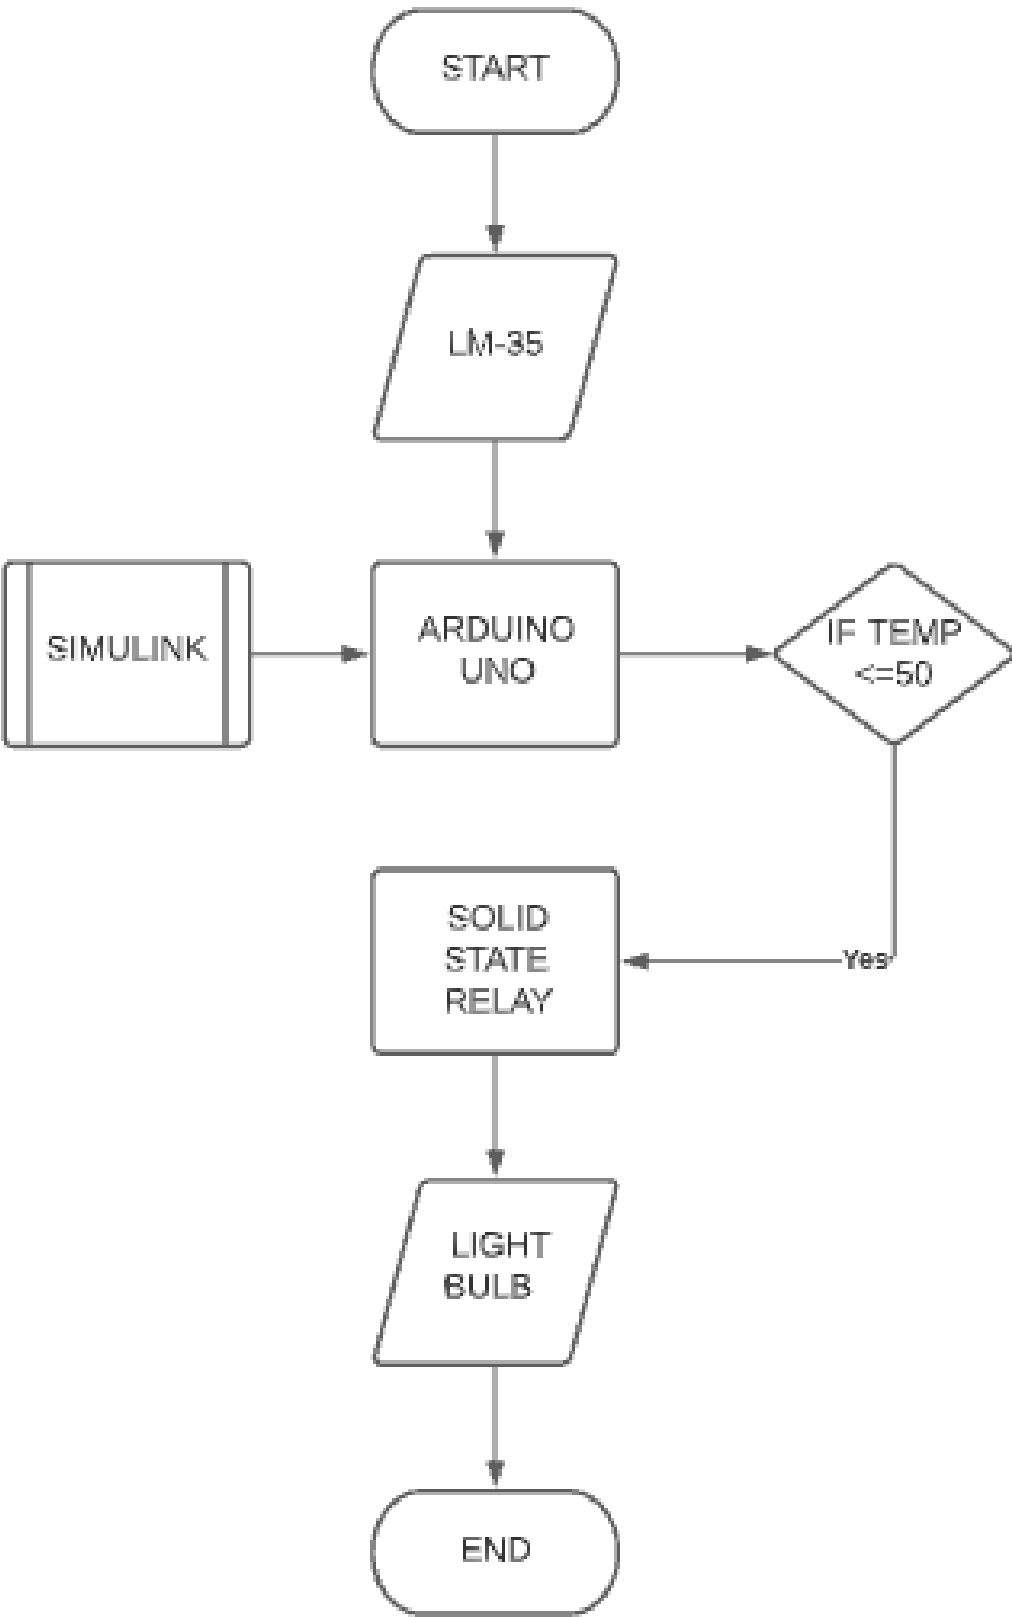 START
LM-35
SIMULINK
ARDUINO
UNO
IF TEMP
<=50
Yes
SOLID
STATE
RELAY
LIGHT
BULB
END